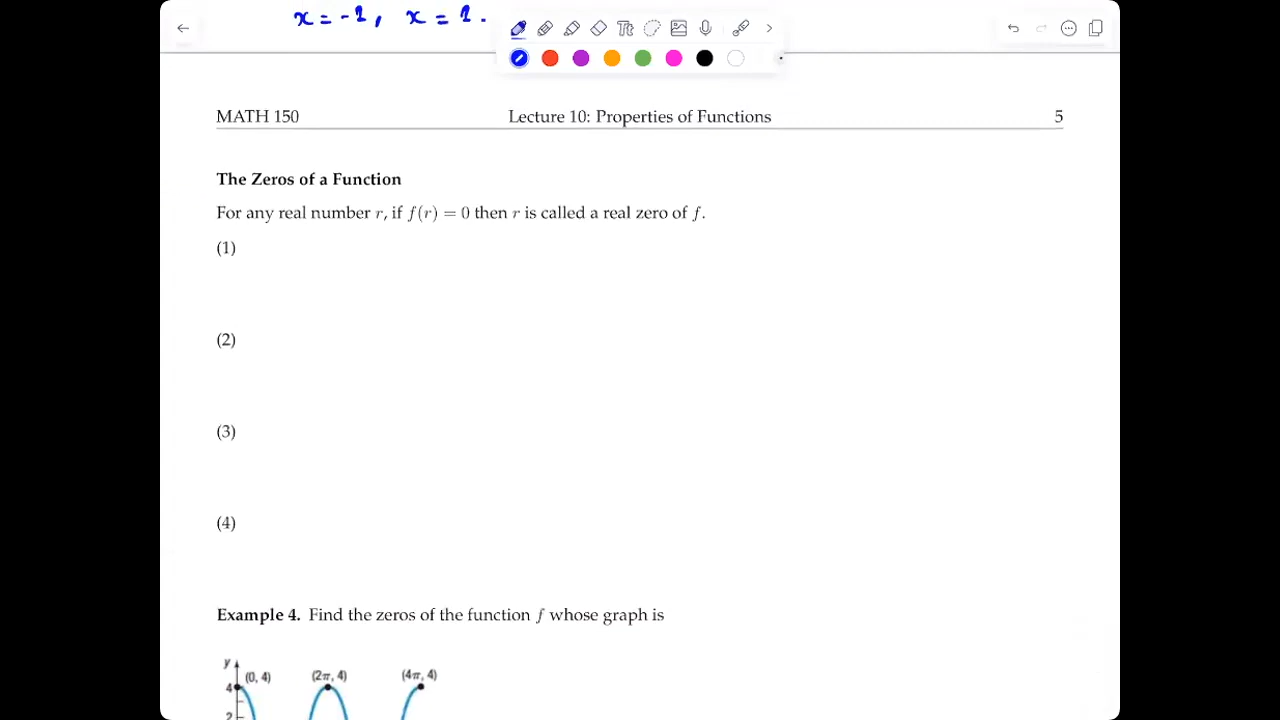 x = -1, x = 1.
MATH 150 Lecture 10: Properties of Functions 5
The Zeros of a Function
For any real number r, if f(r) = 0 then r is called a real zero of f.
(1)
(2)
(3)
(4)
Example 4. Find the zeros of the function f whose graph is
y
(0, 4) (2π, 4) (4π, 4)
4
2